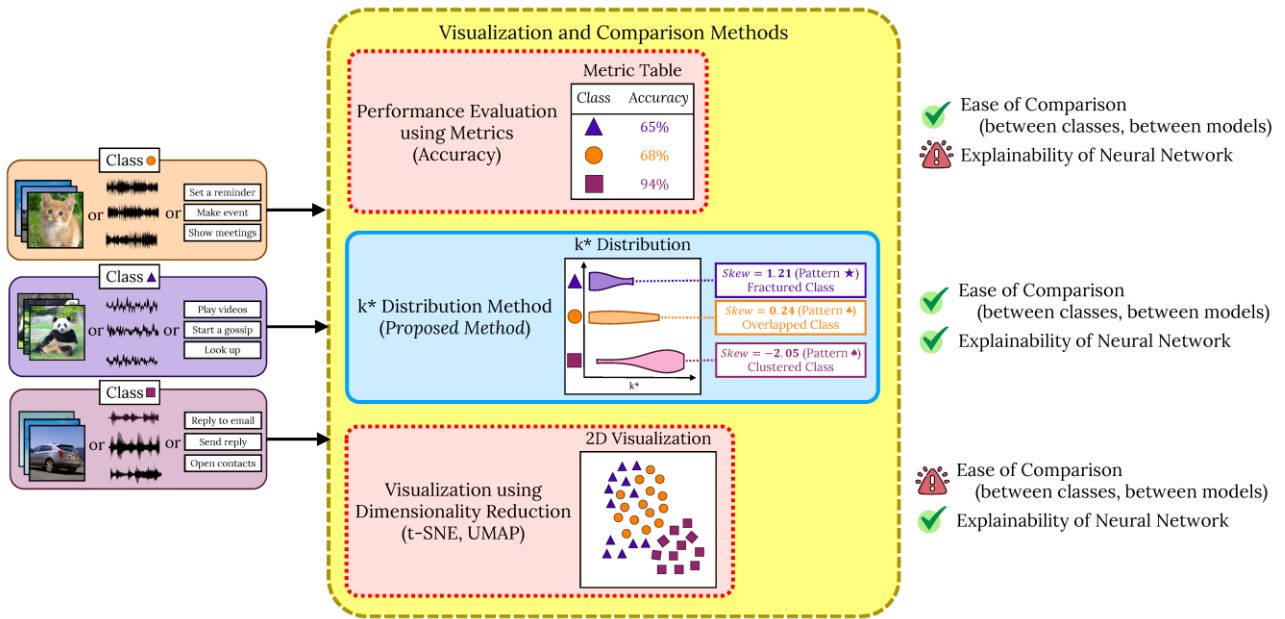 Visualization and Comparison Methods
Class
or
or
Set a reminder
Make event
Show meetings
Class
or
or
Play videos
Start a gossip
Look up
Class
or
or
Reply to email
Send reply
Open contacts
Performance Evaluation
using Metrics
(Accuracy)
Metric Table
Class Accuracy
65%
68%
94%
Ease of Comparison
(between classes, between models)
Explainability of Neural Network
k* Distribution Method
(Proposed Method)
k* Distribution
k*
Skew = 1.21 (Pattern ★)
Fractured Class
Skew = 0.24 (Pattern ♠)
Overlapped Class
Skew = −2.05 (Pattern ♠)
Clustered Class
Ease of Comparison
(between classes, between models)
Explainability of Neural Network
Visualization using
Dimensionality Reduction
(t-SNE, UMAP)
2D Visualization
Ease of Comparison
(between classes, between models)
Explainability of Neural Network